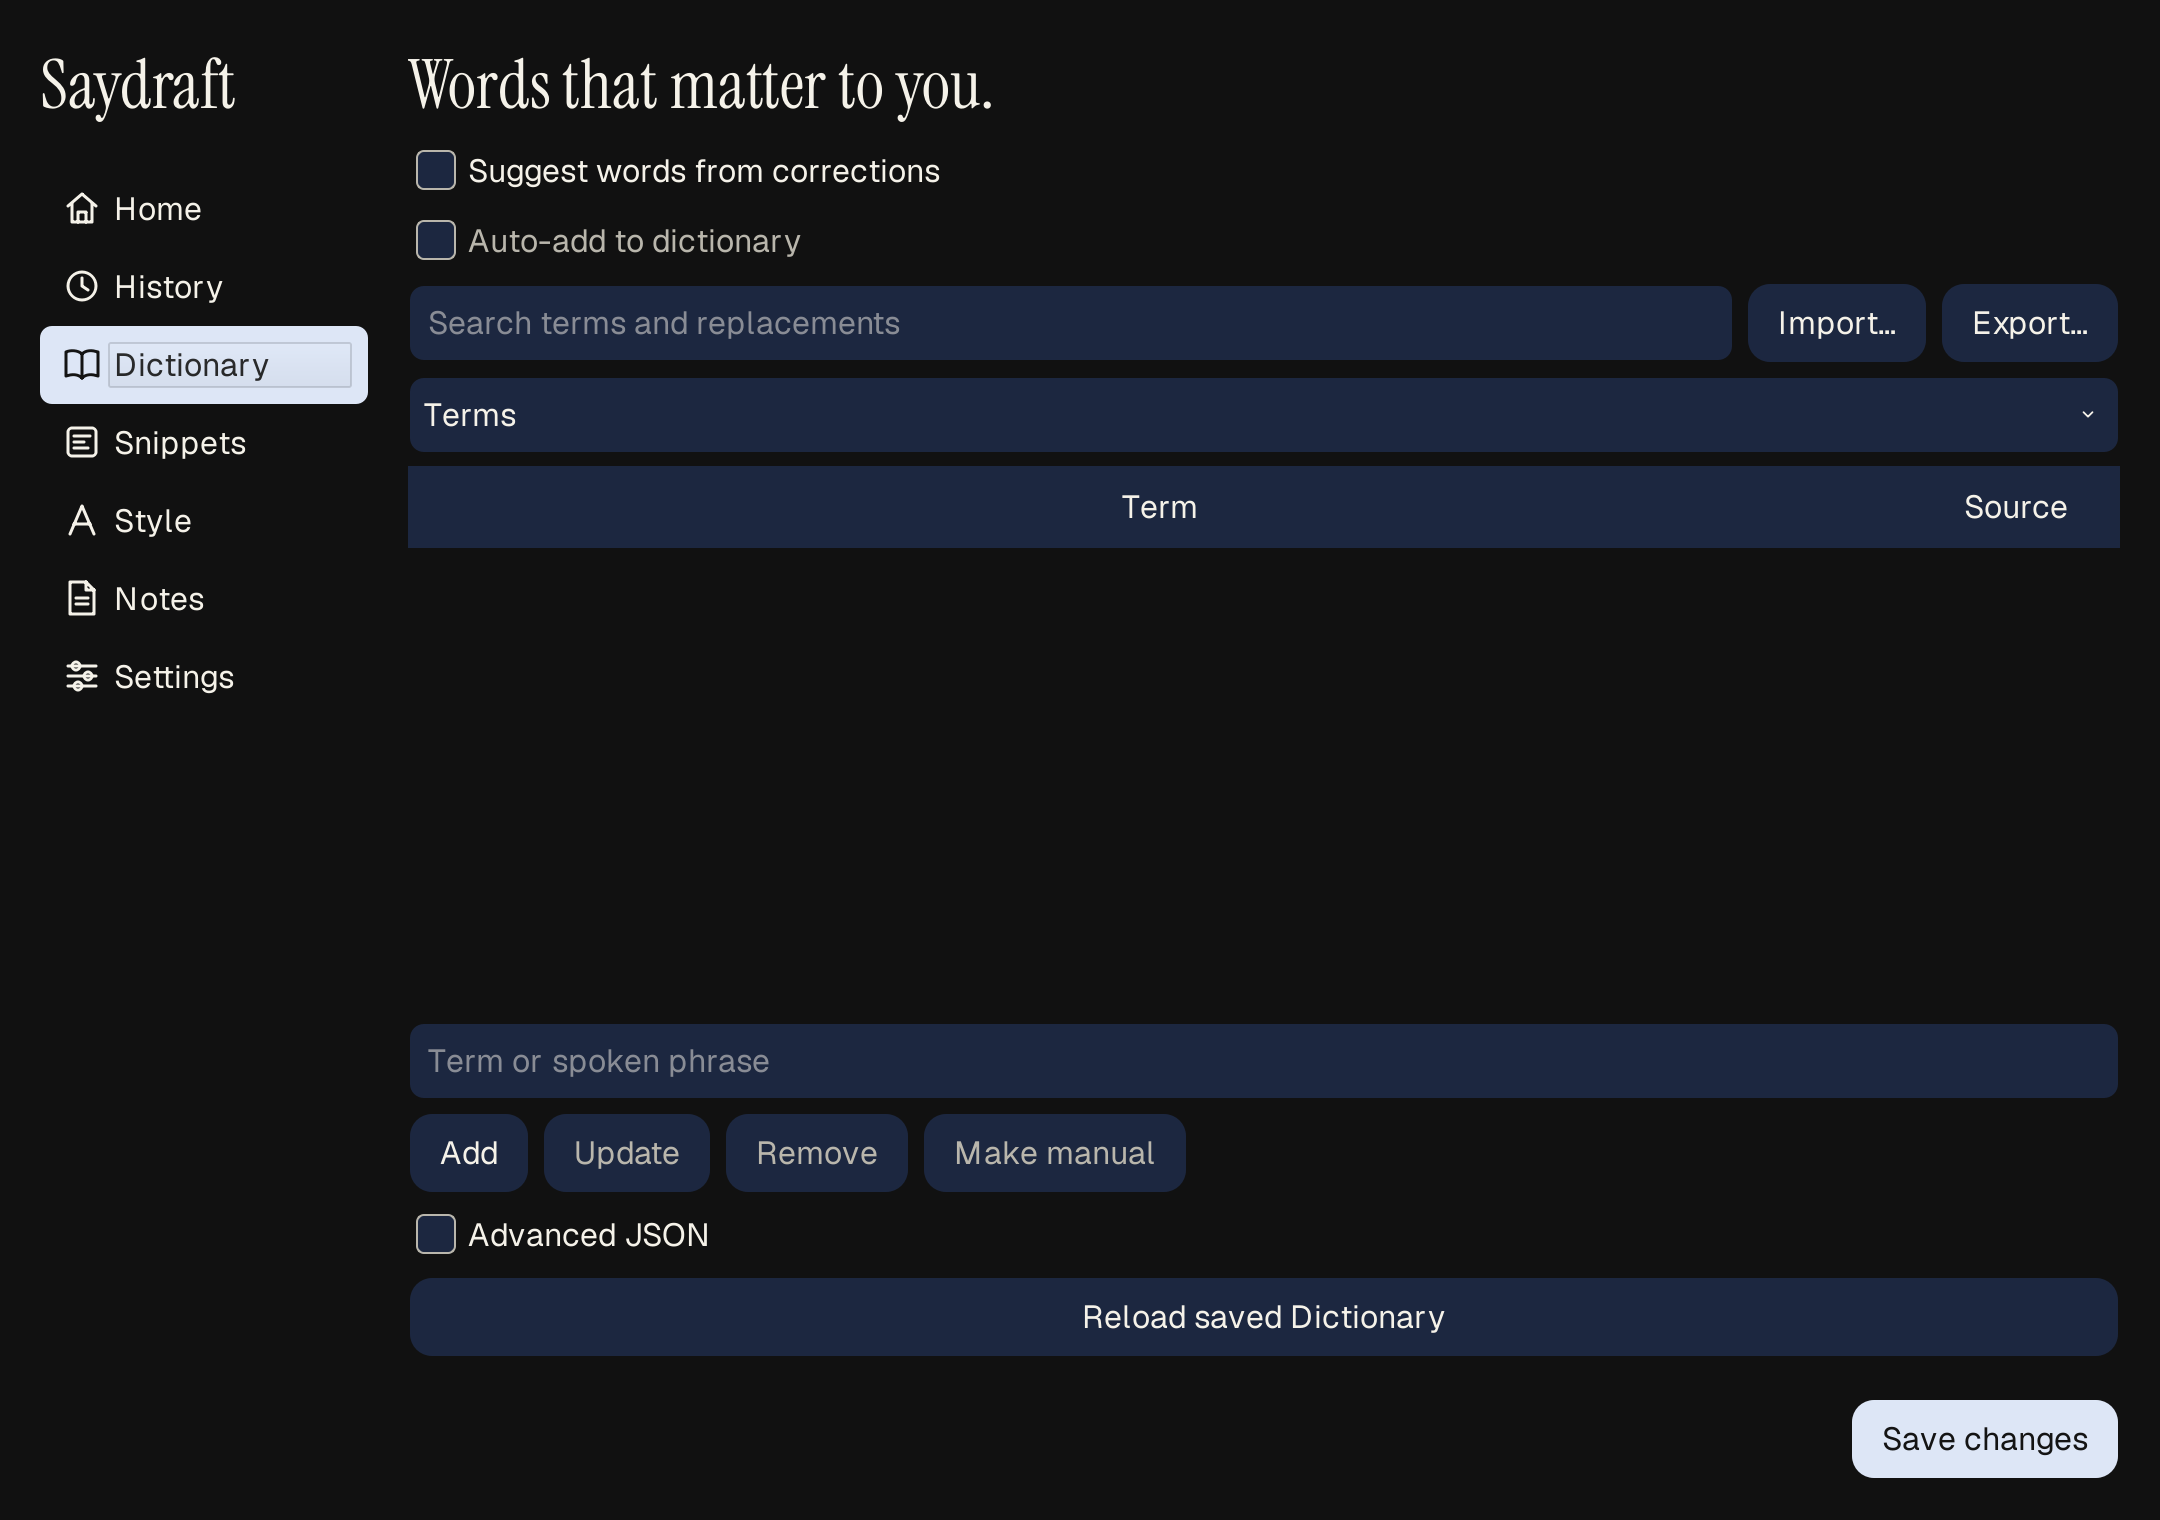 Saydraft
Words that matter to you.
Suggest words from corrections
Auto-add to dictionary
Search terms and replacements
Import…
Export…
Terms
Term
Source
Home
History
Dictionary
Snippets
Style
Notes
Settings
Term or spoken phrase
Add
Update
Remove
Make manual
Advanced JSON
Reload saved Dictionary
Save changes